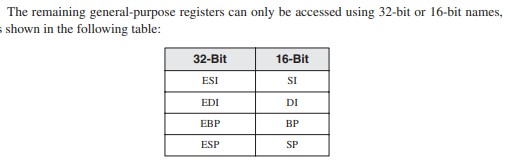 The remaining general-purpose registers can only be accessed using 32-bit or 16-bit names,
s shown in the following table:
32-Bit 16-Bit
ESI SI
EDI DI
EBP BP
ESP SP